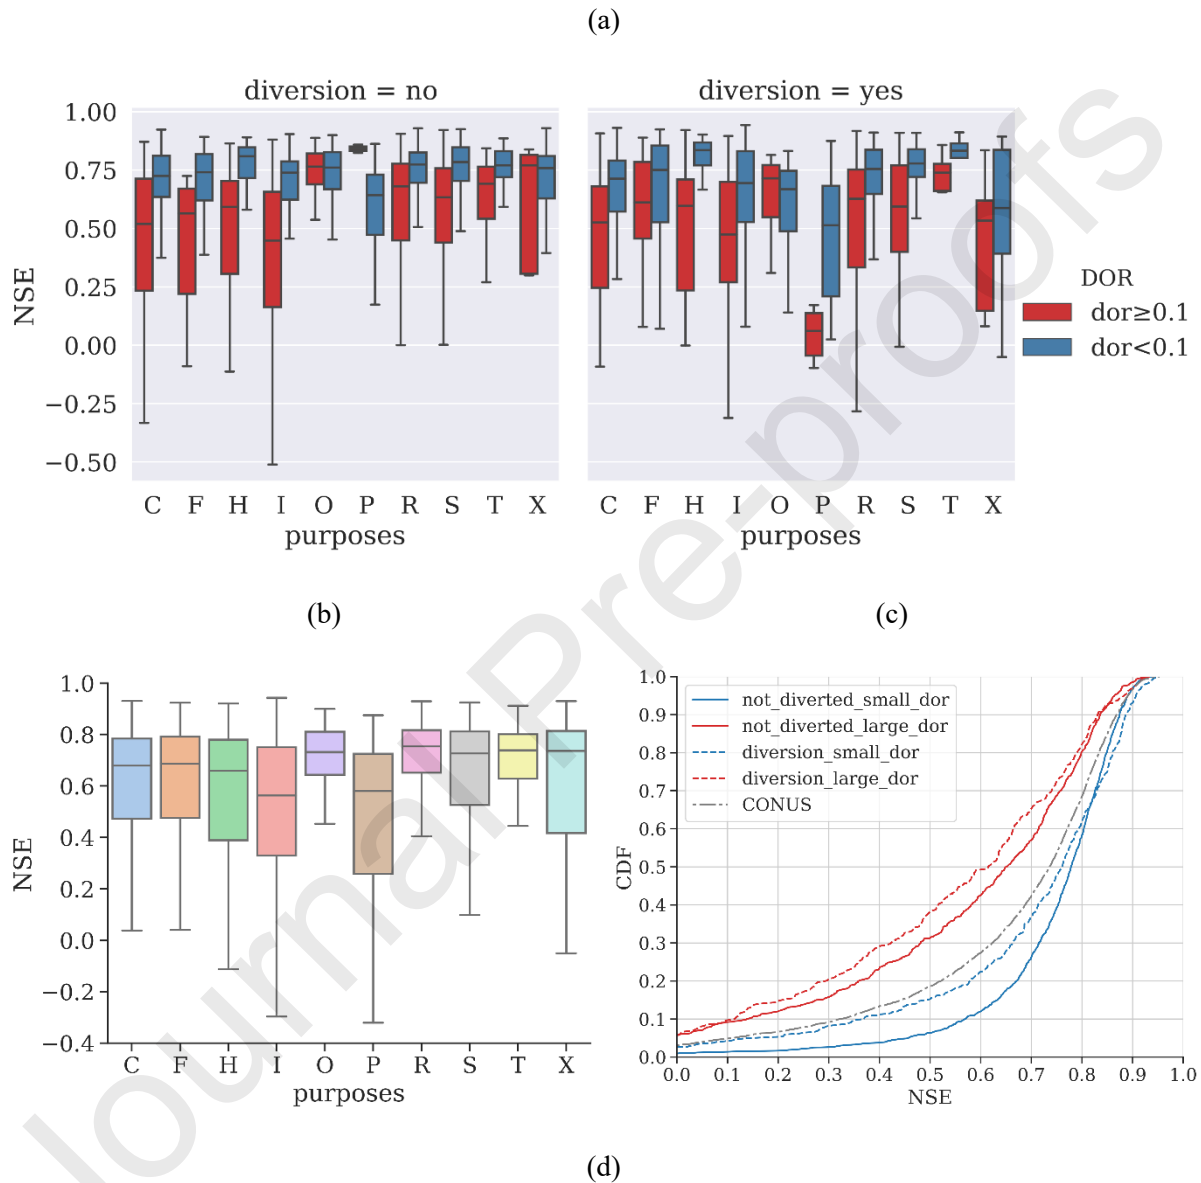 (a)
diversion = no
diversion = yes
1.00
0.75
0.50
0.25
0.00
−0.25
−0.50
NSE
C F H I O P R S T X
purposes
C F H I O P R S T X
purposes
DOR
dor≥0.1
dor<0.1
(b)
(c)
1.0
0.8
0.6
0.4
0.2
0.0
−0.2
−0.4
NSE
C F H I O P R S T X
purposes
1.0
0.9
0.8
0.7
0.6
0.5
0.4
0.3
0.2
0.1
0.0
CDF
not_diverted_small_dor
not_diverted_large_dor
diversion_small_dor
diversion_large_dor
CONUS
0.0 0.1 0.2 0.3 0.4 0.5 0.6 0.7 0.8 0.9 1.0
NSE
(d)
Journal Pre-proofs